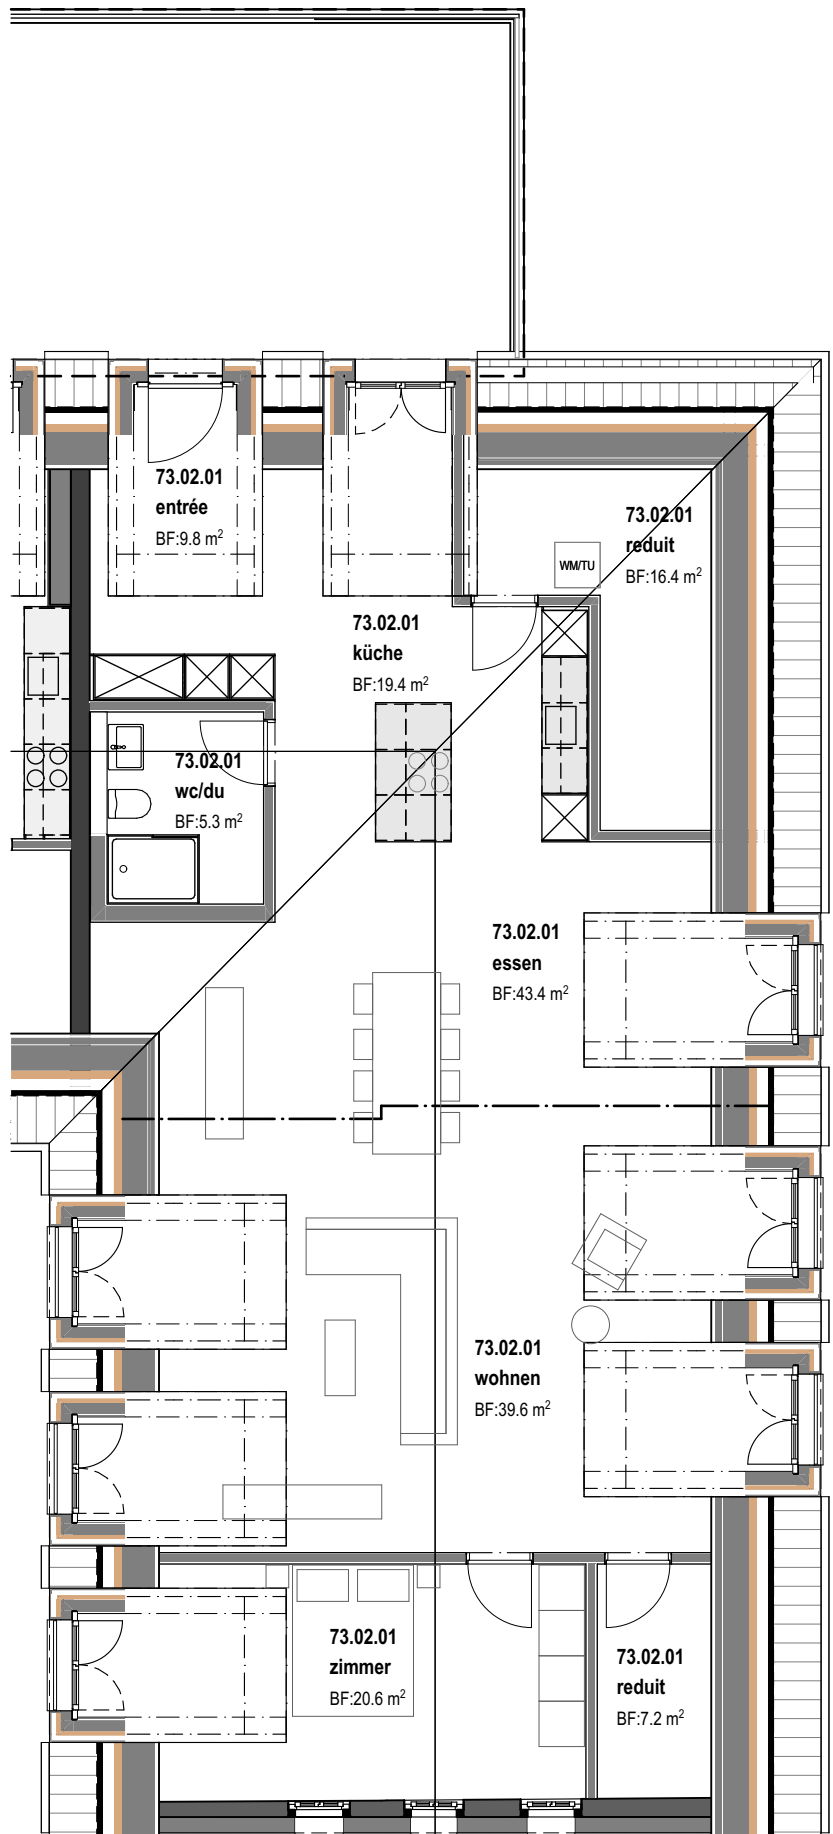 73.02.01
entrée
BF:9.8 m²
73.02.01
reduit
BF:16.4 m²
WM/TU
73.02.01
küche
BF:19.4 m²
73.02.01
wc/du
BF:5.3 m²
73.02.01
essen
BF:43.4 m²
73.02.01
wohnen
BF:39.6 m²
73.02.01
zimmer
BF:20.6 m²
73.02.01
reduit
BF:7.2 m²